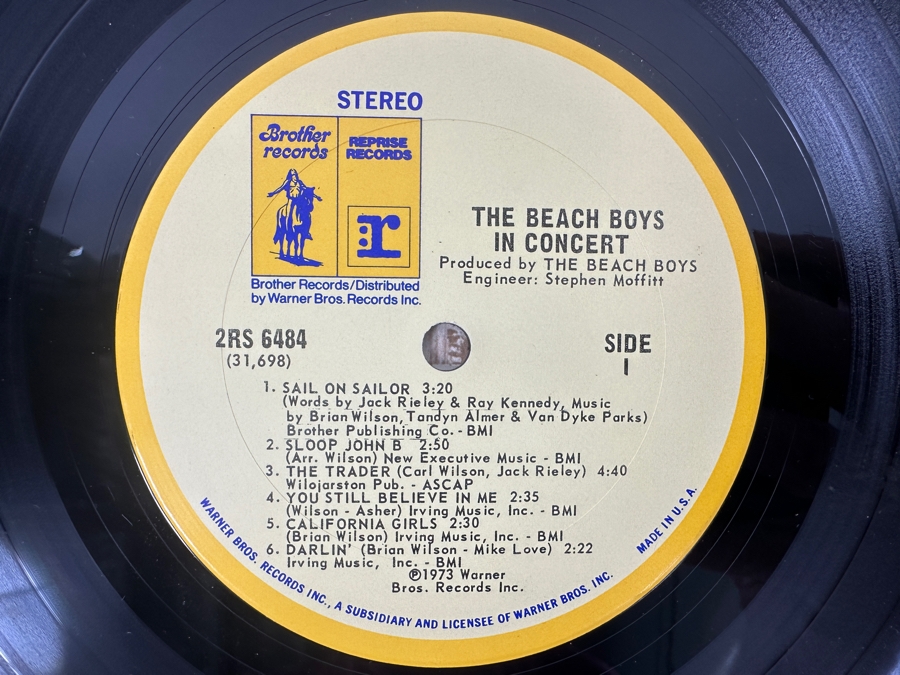 STEREO
Brother records
REPRISE RECORDS
r
Brother Records/Distributed
by Warner Bros. Records Inc.
THE BEACH BOYS
IN CONCERT
Produced by THE BEACH BOYS
Engineer: Stephen Moffitt
2RS 6484
(31,698)
SIDE
1
1. SAIL ON SAILOR 3:20
(Words by Jack Rieley & Ray Kennedy, Music
by Brian Wilson, Tandyn Almer & Van Dyke Parks)
Brother Publishing Co. - BMI
2. SLOOP JOHN B 2:50
(Arr. Wilson) New Executive Music - BMI
3. THE TRADER (Carl Wilson, Jack Rieley) 4:40
Wilojarston Pub. - ASCAP
4. YOU STILL BELIEVE IN ME 2:35
(Wilson - Asher) Irving Music, Inc. - BMI
5. CALIFORNIA GIRLS 2:30
(Brian Wilson) Irving Music, Inc. - BMI
6. DARLIN' (Brian Wilson - Mike Love) 2:22
Irving Music, Inc. - BMI
℗1973 Warner
Bros. Records Inc.
WARNER BROS. RECORDS INC., A SUBSIDIARY AND LICENSEE OF WARNER BROS. INC.
MADE IN U.S.A.